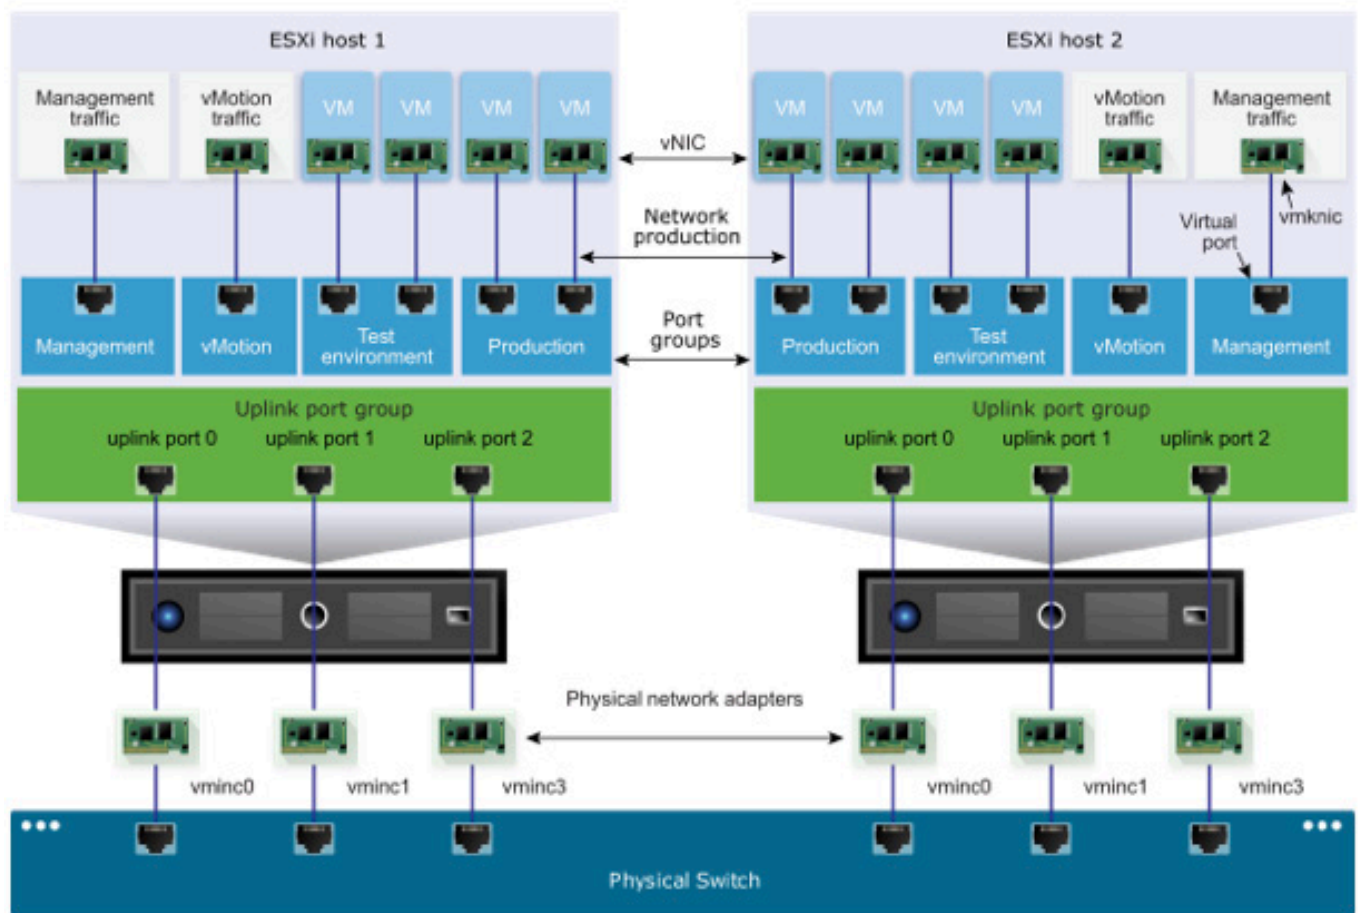 ESXi host 1
ESXi host 2
Management
traffic
vMotion
traffic
VM
VM
VM
VM
vNIC
VM
VM
VM
VM
vMotion
traffic
Management
traffic
Network
production
Virtual
port
vmknic
Management
vMotion
Test
environment
Production
Port
groups
Production
Test
environment
vMotion
Management
Uplink port group
uplink port 0
uplink port 1
uplink port 2
Uplink port group
uplink port 0
uplink port 1
uplink port 2
Physical network adapters
vminc0
vminc1
vminc3
vminc0
vminc1
vminc3
Physical Switch